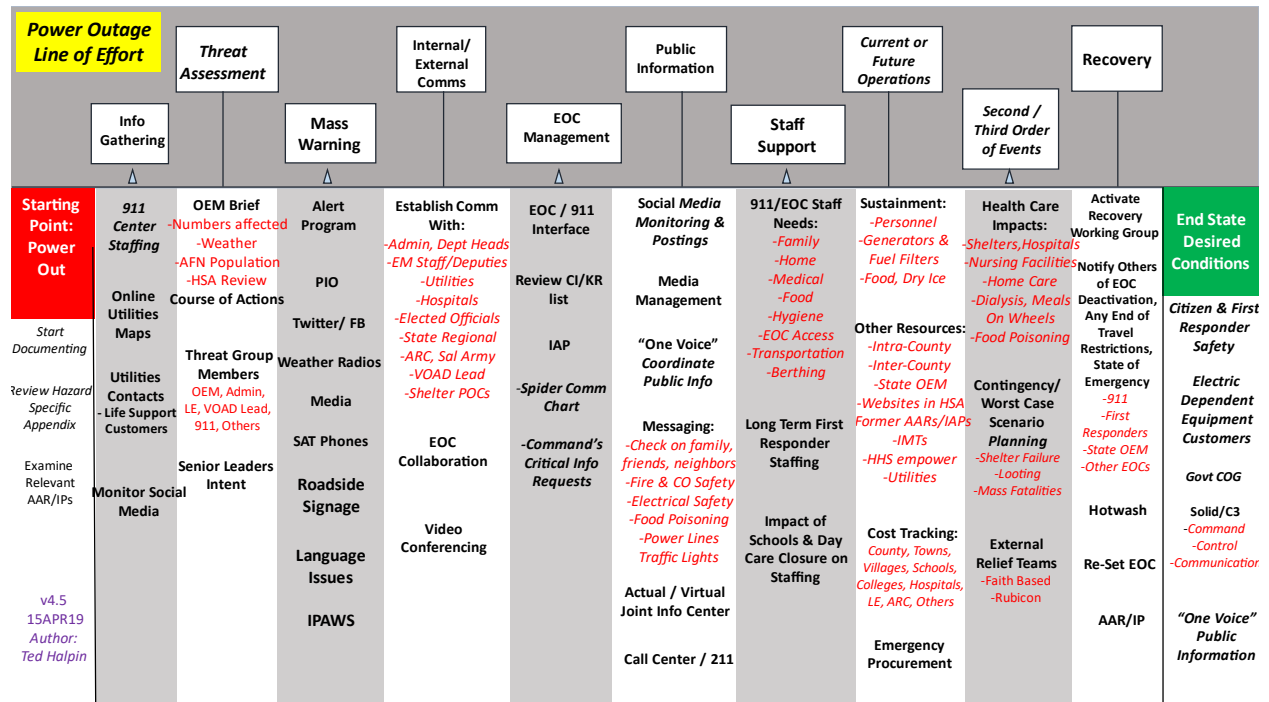 Power Outage
Line of Effort
Threat
Assessment
Internal/
External
Comms
Public
Information
Current or
Future
Operations
Recovery
Info
Gathering
Mass
Warning
EOC
Management
Staff
Support
Second /
Third Order
of Events
Starting
Point:
Power
Out
Start
Documenting
Review Hazard
Specific
Appendix
Examine
Relevant
AAR/IPs
v4.5
15APR19
Author:
Ted Halpin
911
Center
Staffing
Online
Utilities
Maps
Utilities
Contacts
- Life Support
Customers
Monitor Social
Media
OEM Brief
-Numbers affected
-Weather
-AFN Population
-HSA Review
Course of Actions
Threat Group
Members
OEM, Admin,
LE, VOAD Lead,
911, Others
Senior Leaders
Intent
Alert
Program
PIO
Twitter/ FB
Weather Radios
Media
SAT Phones
Roadside
Signage
Language
Issues
IPAWS
Establish Comm
With:
-Admin, Dept Heads
-EM Staff/Deputies
-Utilities
-Hospitals
-Elected Officials
-State Regional
-ARC, Sal Army
-VOAD Lead
-Shelter POCs
EOC
Collaboration
Video
Conferencing
EOC / 911
Interface
Review CI/KR
list
IAP
-Spider Comm
Chart
-Command's
Critical Info
Requests
Social Media
Monitoring &
Postings
Media
Management
"One Voice"
Coordinate
Public Info
Messaging:
-Check on family,
friends, neighbors
-Fire & CO Safety
-Electrical Safety
-Food Poisoning
-Power Lines
Traffic Lights
Actual / Virtual
Joint Info Center
Call Center / 211
911/EOC Staff
Needs:
-Family
-Home
-Medical
-Food
-Hygiene
-EOC Access
-Transportation
-Berthing
Long Term First
Responder
Staffing
Impact of
Schools & Day
Care Closure on
Staffing
Sustainment:
-Personnel
-Generators &
Fuel Filters
-Food, Dry Ice
Other Resources:
-Intra-County
-Inter-County
-State OEM
-Websites in HSA
Former AARs/IAPs
-IMTs
-HHS empower
-Utilities
Cost Tracking:
County, Towns,
Villages, Schools,
Colleges, Hospitals,
LE, ARC, Others
Emergency
Procurement
Health Care
Impacts:
-Shelters,Hospitals
-Nursing Facilities
-Home Care
-Dialysis, Meals
On Wheels
-Food Poisoning
Contingency/
Worst Case
Scenario
Planning
-Shelter Failure
-Looting
-Mass Fatalities
External
Relief Teams
-Faith Based
-Rubicon
Activate
Recovery
Working Group
Notify Others
of EOC
Deactivation,
Any End of
Travel
Restrictions,
State of
Emergency
-911
-First
Responders
-State OEM
-Other EOCs
Hotwash
Re-Set EOC
AAR/IP
End State
Desired
Conditions
Citizen & First
Responder
Safety
Electric
Dependent
Equipment
Customers
Govt COG
Solid/C3
-Command
-Control
-Communication
"One Voice"
Public
Information